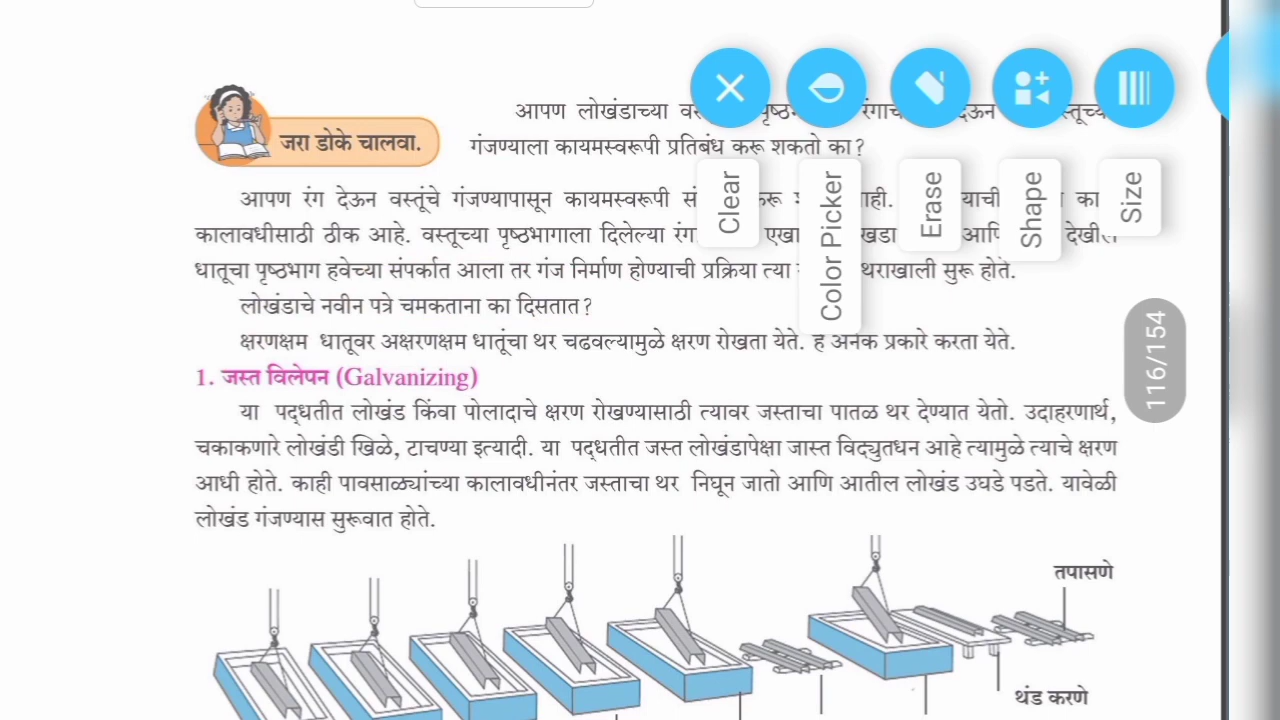 आपण लोखंडाच्या
जरा डोके चालवा.
गंजण्याला कायमस्वरूपी प्रतिबंध करू शकतो का?
आपण रंग देऊन वस्तूंचे गंजण्यापासून कायमस्वरूपी
कालावधीसाठी ठीक आहे. वस्तूच्या पृष्ठभागाला दिलेल्या
धातूचा पृष्ठभाग हवेच्या संपर्कात आला तर गंज निर्माण होण्याची प्रक्रिया त्या थराखाली सुरू होते.
लोखंडाचे नवीन पत्रे चमकताना का दिसतात?
क्षरणक्षम धातूवर अक्षरणक्षम धातूंचा थर चढवल्यामुळे क्षरण रोखता येते. हे अनेक प्रकारे करता येते.
1. जस्त विलेपन (Galvanizing)
या पद्धतीत लोखंड किंवा पोलादाचे क्षरण रोखण्यासाठी त्यावर जस्ताचा पातळ थर देण्यात येतो. उदाहरणार्थ,
चकाकणारे लोखंडी खिळे, टाचण्या इत्यादी. या पद्धतीत जस्त लोखंडापेक्षा जास्त विद्युतधन आहे त्यामुळे त्याचे क्षरण
आधी होते. काही पावसाळ्यांच्या कालावधीनंतर जस्ताचा थर निघून जातो आणि आतील लोखंड उघडे पडते. यावेळी
लोखंड गंजण्यास सुरूवात होते.
तपासणे
थंड करणे
Clear
Color Picker
Erase
Shape
Size
116/154